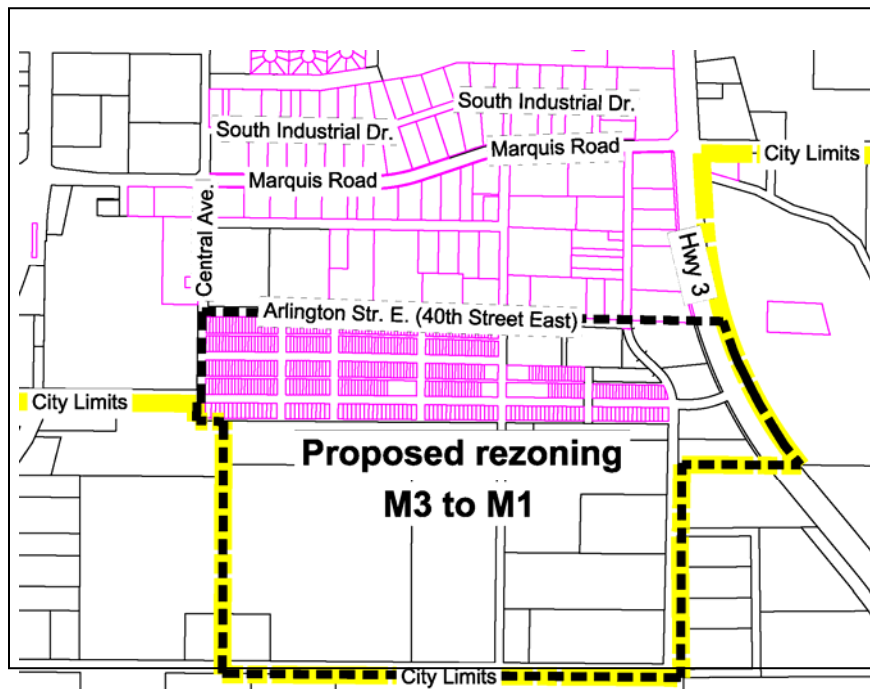 South Industrial Dr.
South Industrial Dr.
Marquis Road
City Limits
Marquis Road
Central Ave.
Hwy 3
Arlington Str. E. (40th Street East)
City Limits
Proposed rezoning
M3 to M1
City Limits